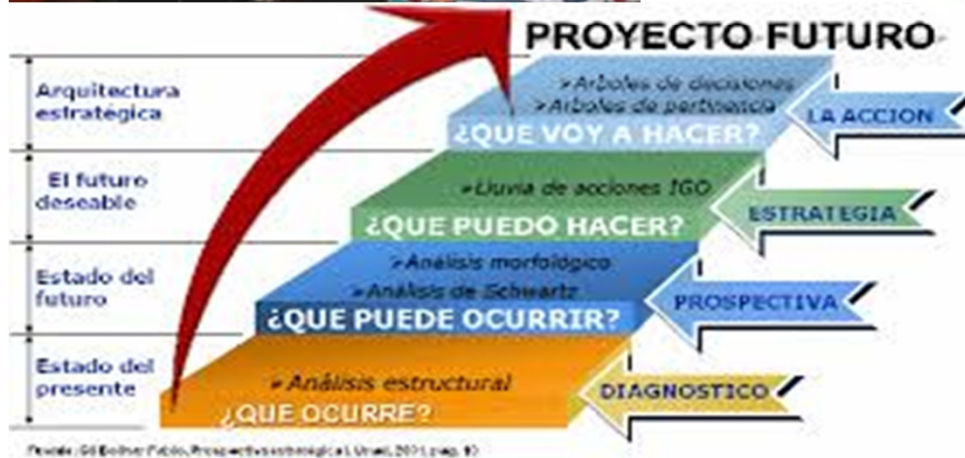 PROYECTO FUTURO
Arquitectura
estratégica
➤Arboles de decisiones
➤Arboles de pertinencia
¿QUE VOY A HACER?
LA ACCION
El futuro
deseable
➤Lluvia de acciones IGO
¿QUE PUEDO HACER?
ESTRATEGIA
Estado del
futuro
➤Análisis morfológico
➤Análisis de Schwartz
¿QUE PUEDE OCURRIR?
PROSPECTIVA
Estado del
presente
➤Análisis estructural
¿QUE OCURRE?
DIAGNOSTICO